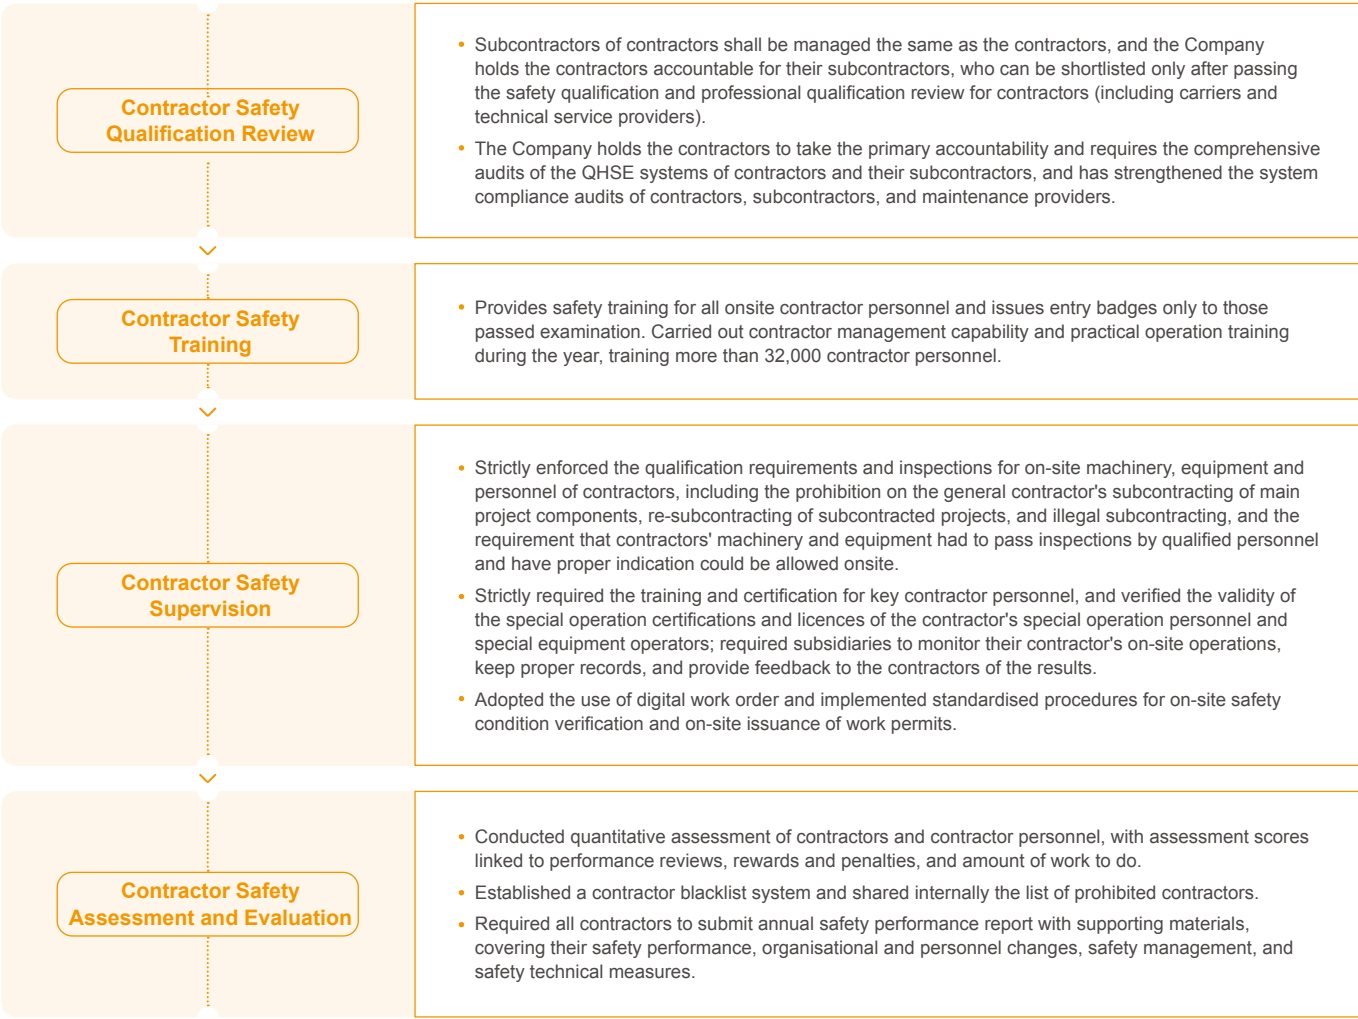 Contractor Safety
Qualification Review
• Subcontractors of contractors shall be managed the same as the contractors, and the Company
holds the contractors accountable for their subcontractors, who can be shortlisted only after passing
the safety qualification and professional qualification review for contractors (including carriers and
technical service providers).
• The Company holds the contractors to take the primary accountability and requires the comprehensive
audits of the QHSE systems of contractors and their subcontractors, and has strengthened the system
compliance audits of contractors, subcontractors, and maintenance providers.
Contractor Safety
Training
• Provides safety training for all onsite contractor personnel and issues entry badges only to those
passed examination. Carried out contractor management capability and practical operation training
during the year, training more than 32,000 contractor personnel.
Contractor Safety
Supervision
• Strictly enforced the qualification requirements and inspections for on-site machinery, equipment and
personnel of contractors, including the prohibition on the general contractor's subcontracting of main
project components, re-subcontracting of subcontracted projects, and illegal subcontracting, and the
requirement that contractors' machinery and equipment had to pass inspections by qualified personnel
and have proper indication could be allowed onsite.
• Strictly required the training and certification for key contractor personnel, and verified the validity of
the special operation certifications and licences of the contractor's special operation personnel and
special equipment operators; required subsidiaries to monitor their contractor's on-site operations,
keep proper records, and provide feedback to the contractors of the results.
• Adopted the use of digital work order and implemented standardised procedures for on-site safety
condition verification and on-site issuance of work permits.
Contractor Safety
Assessment and Evaluation
• Conducted quantitative assessment of contractors and contractor personnel, with assessment scores
linked to performance reviews, rewards and penalties, and amount of work to do.
• Established a contractor blacklist system and shared internally the list of prohibited contractors.
• Required all contractors to submit annual safety performance report with supporting materials,
covering their safety performance, organisational and personnel changes, safety management, and
safety technical measures.